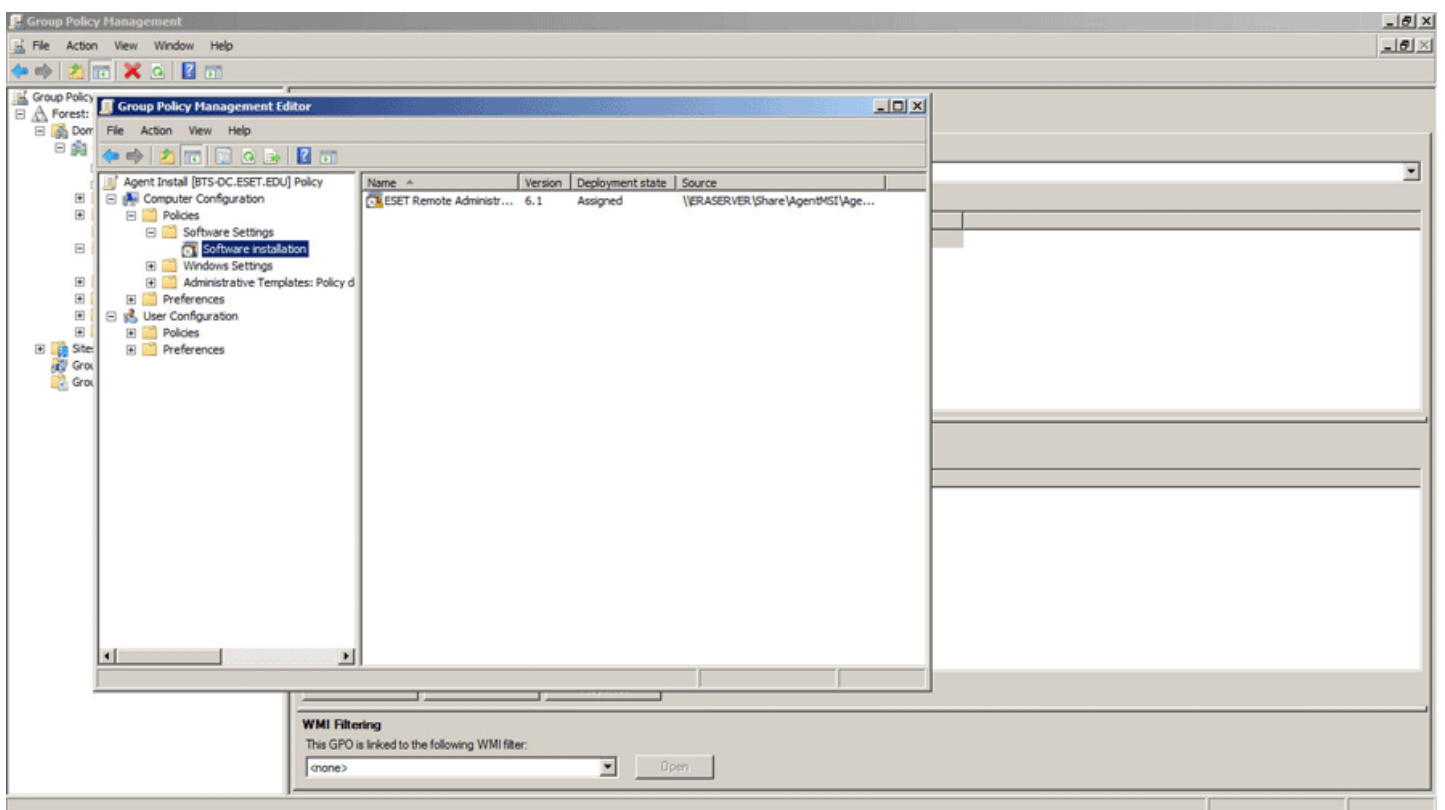 Group Policy Management
File Action View Window Help
Group Policy
Forest:
Dom
Sites
Grou
Grou
Group Policy Management Editor
File Action View Help
Agent Install [BTS-DC.ESET.EDU] Policy
Computer Configuration
Policies
Software Settings
Software installation
Windows Settings
Administrative Templates: Policy d
Preferences
User Configuration
Policies
Preferences
Name Version Deployment state Source
ESET Remote Administr... 6.1 Assigned \\ERASERVER\Share\AgentMSI\Age...
WMI Filtering
This GPO is linked to the following WMI filter:
<none>
Open